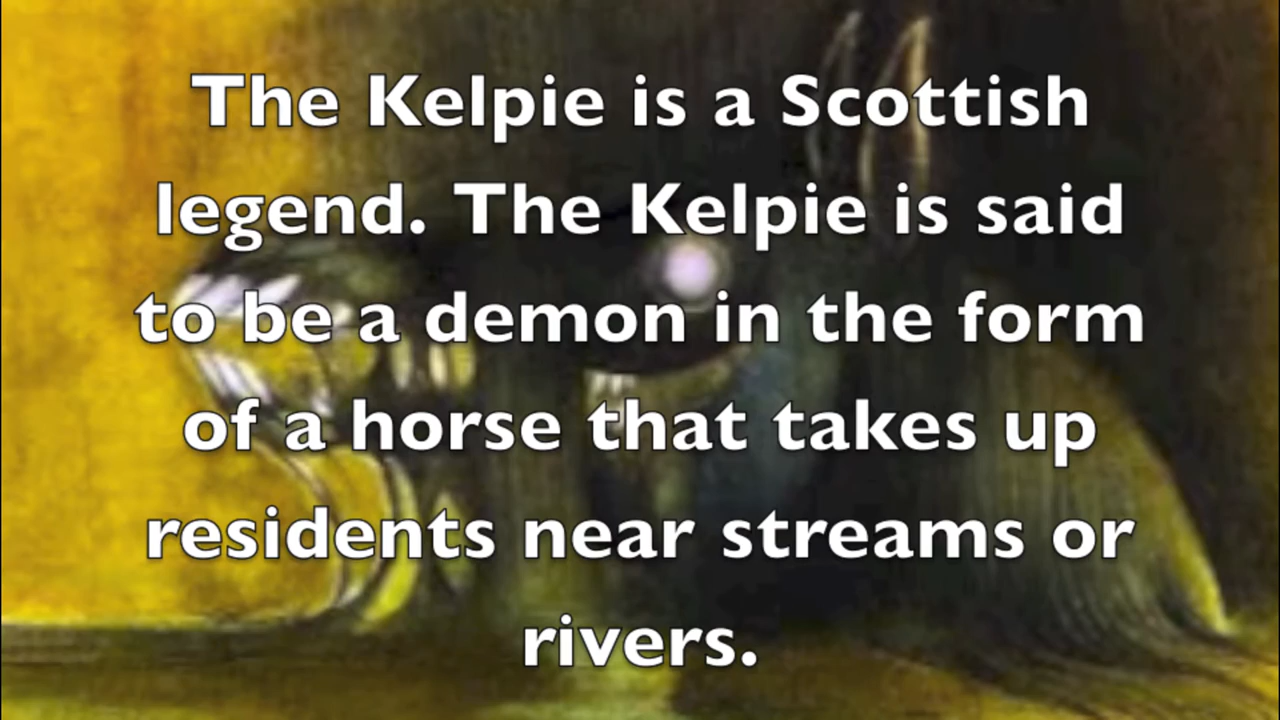 The Kelpie is a Scottish
legend. The Kelpie is said
to be a demon in the form
of a horse that takes up
residents near streams or
rivers.